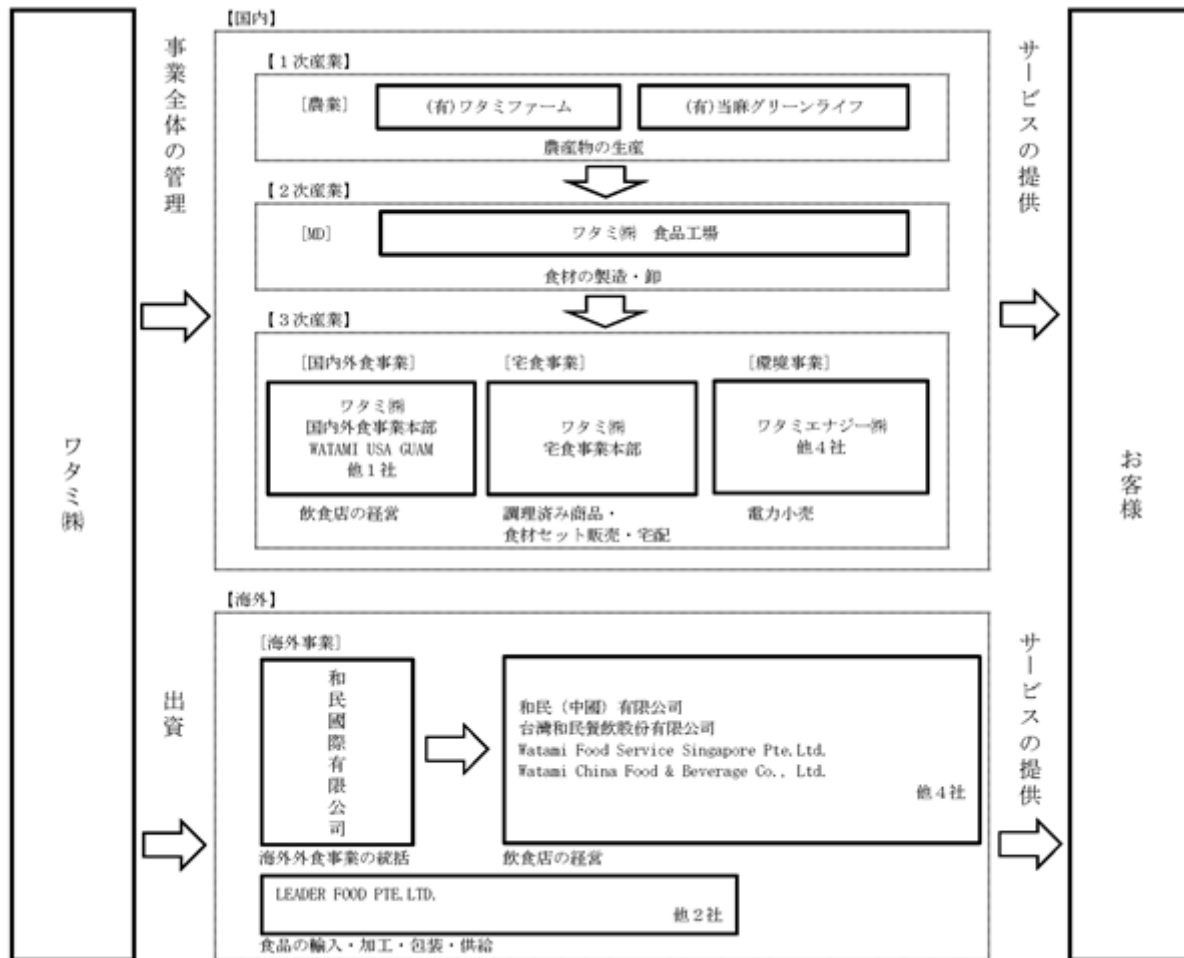 ワタミ㈱
事業全体の管理
出資
【国内】
【1次産業】
[農業]
(有)ワタミファーム
(有)当麻グリーンライフ
農産物の生産
【2次産業】
[MD]
ワタミ㈱ 食品工場
食材の製造・卸
【3次産業】
[国内外食事業]
ワタミ㈱
国内外食事業本部
WATAMI USA GUAM
他1社
飲食店の経営
[宅食事業]
ワタミ㈱
宅食事業本部
調理済み商品・
食材セット販売・宅配
[環境事業]
ワタミエナジー㈱
他4社
電力小売
【海外】
[海外事業]
和民國際有限公司
海外外食事業の統括
和民（中國）有限公司
台灣和民餐飲股份有限公司
Watami Food Service Singapore Pte.Ltd.
Watami China Food & Beverage Co., Ltd.
他4社
飲食店の経営
LEADER FOOD PTE.LTD.
他2社
食品の輸入・加工・包装・供給
サービスの提供
サービスの提供
お客様